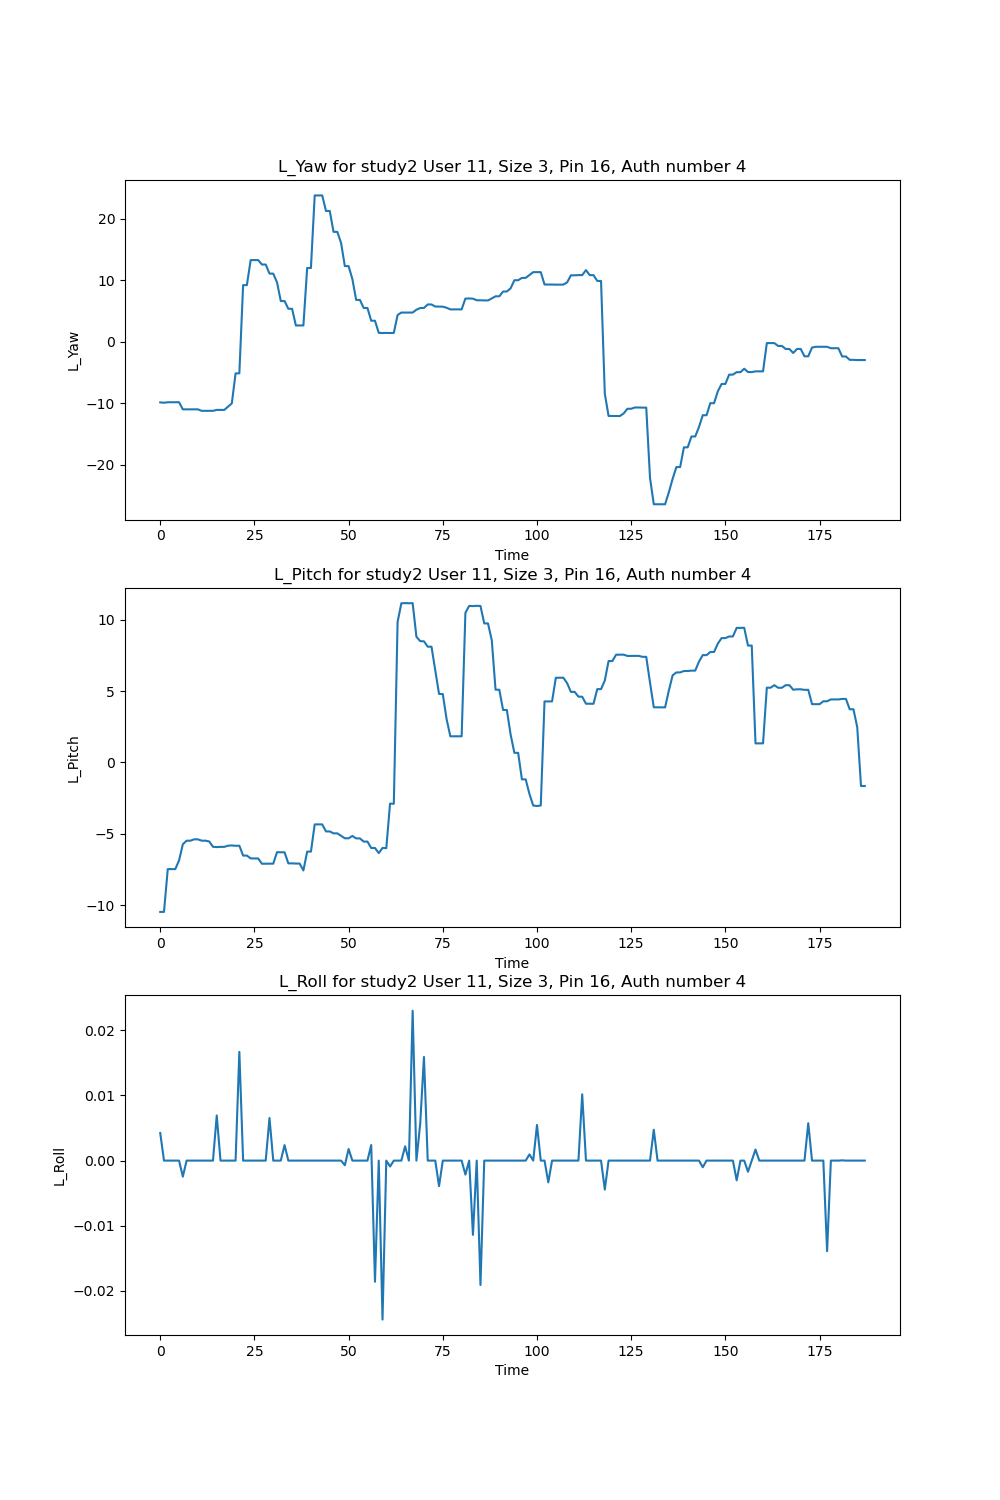 L_Yaw for study2 User 11, Size 3, Pin 16, Auth number 4
20
10
0
−10
−20
L_Yaw
0 25 50 75 100 125 150 175
Time
L_Pitch for study2 User 11, Size 3, Pin 16, Auth number 4
10
5
0
−5
−10
L_Pitch
0 25 50 75 100 125 150 175
Time
L_Roll for study2 User 11, Size 3, Pin 16, Auth number 4
0.02
0.01
0.00
−0.01
−0.02
L_Roll
0 25 50 75 100 125 150 175
Time